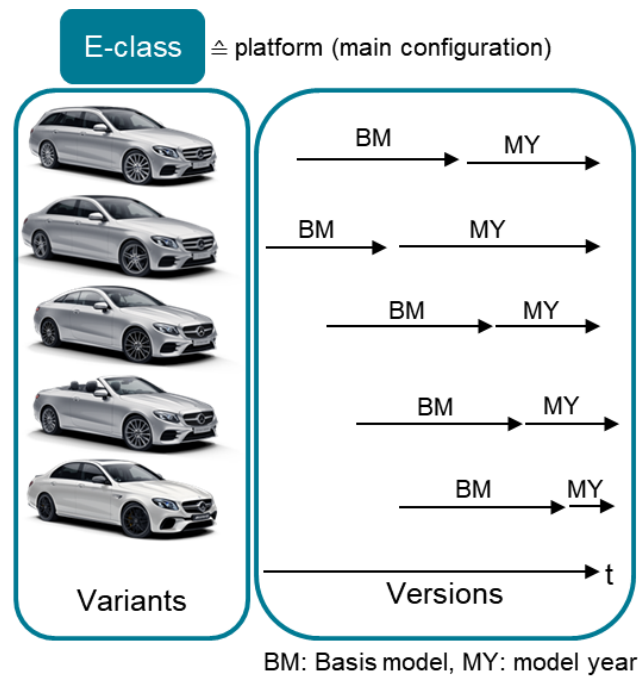 E-class ≙ platform (main configuration)
BM MY
BM MY
BM MY
BM MY
BM MY
t
Variants Versions
BM: Basis model, MY: model year